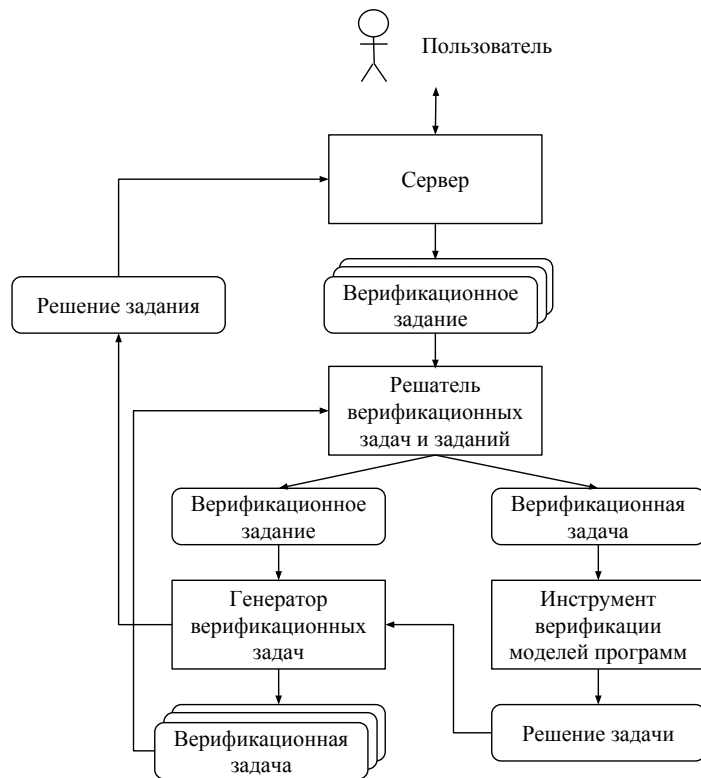 Пользователь
Сервер
Решение задания
Верификационное
задание
Решатель
верификационных
задач и заданий
Верификационное
задание
Верификационная
задача
Генератор
верификационных
задач
Инструмент
верификации
моделей программ
Верификационная
задача
Решение задачи